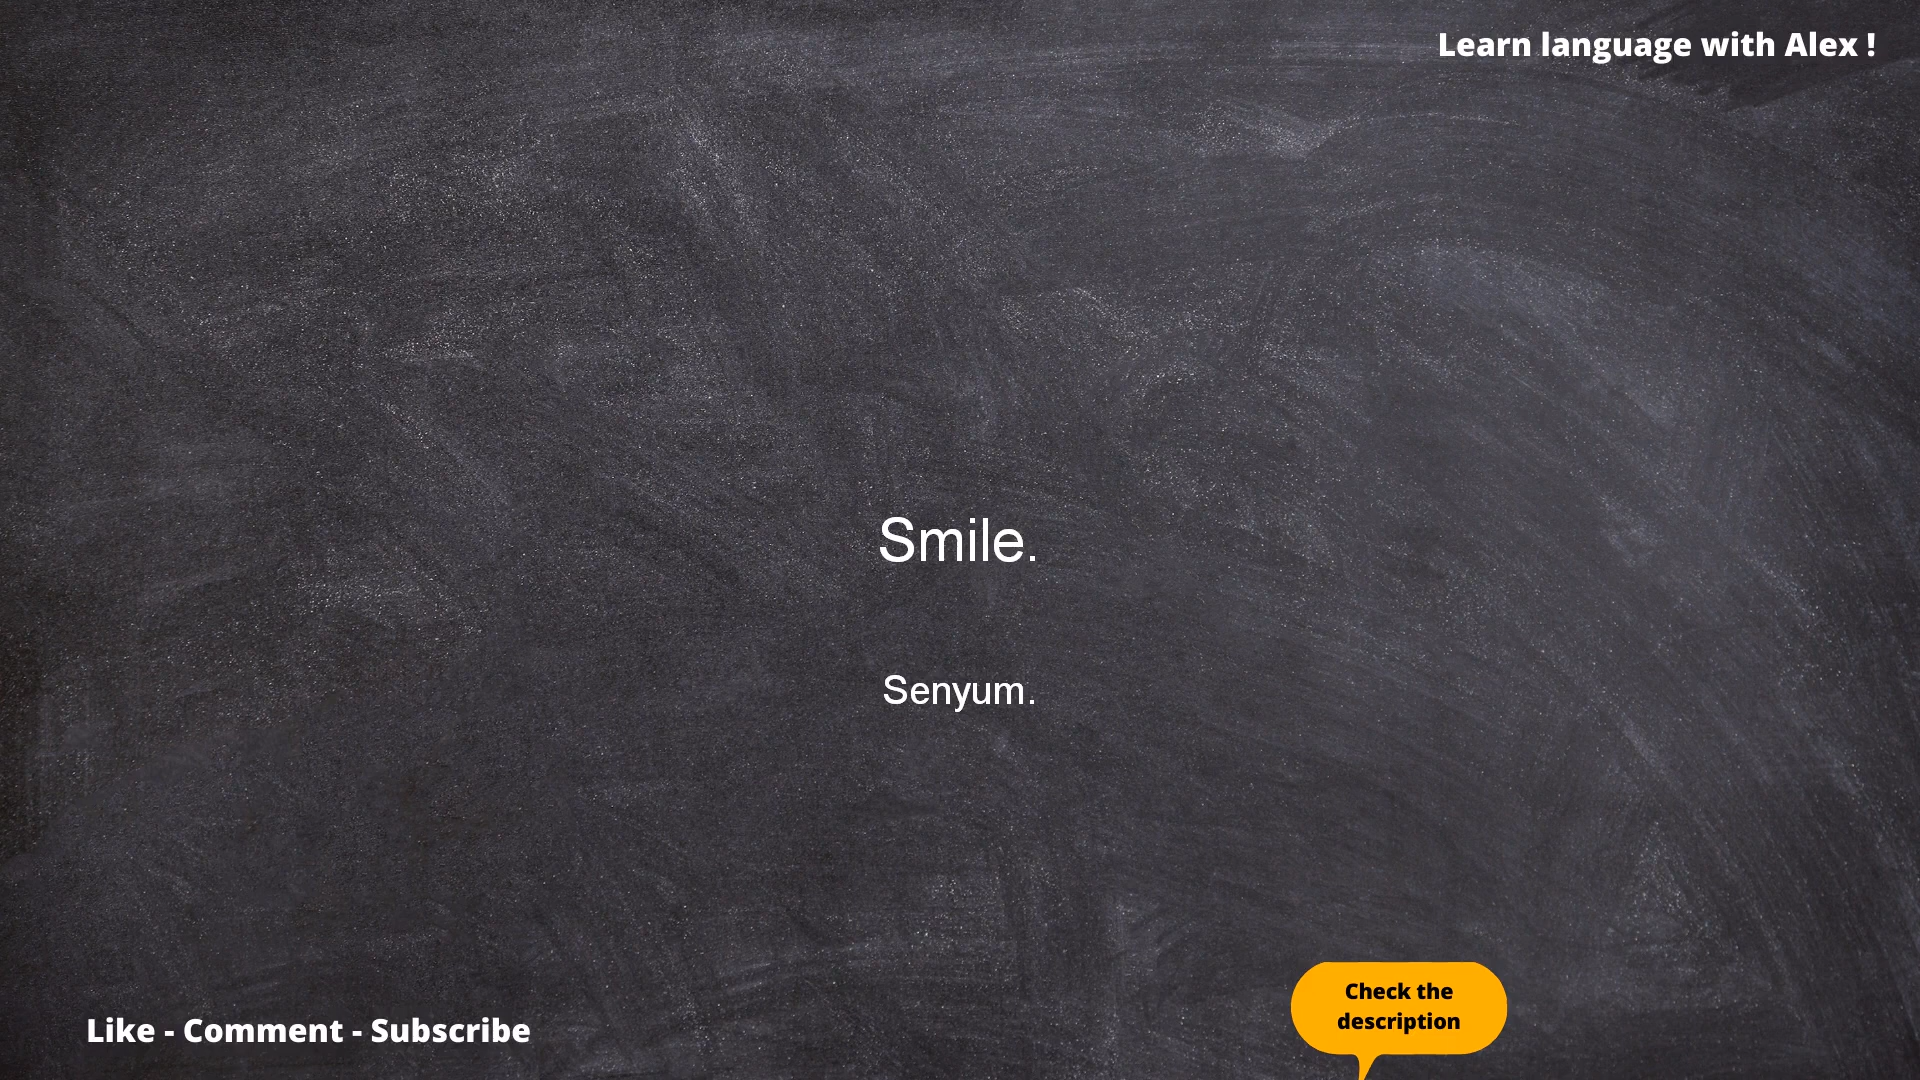 Learn language with Alex !
Smile.
Senyum.
Check the
description
Like - Comment - Subscribe